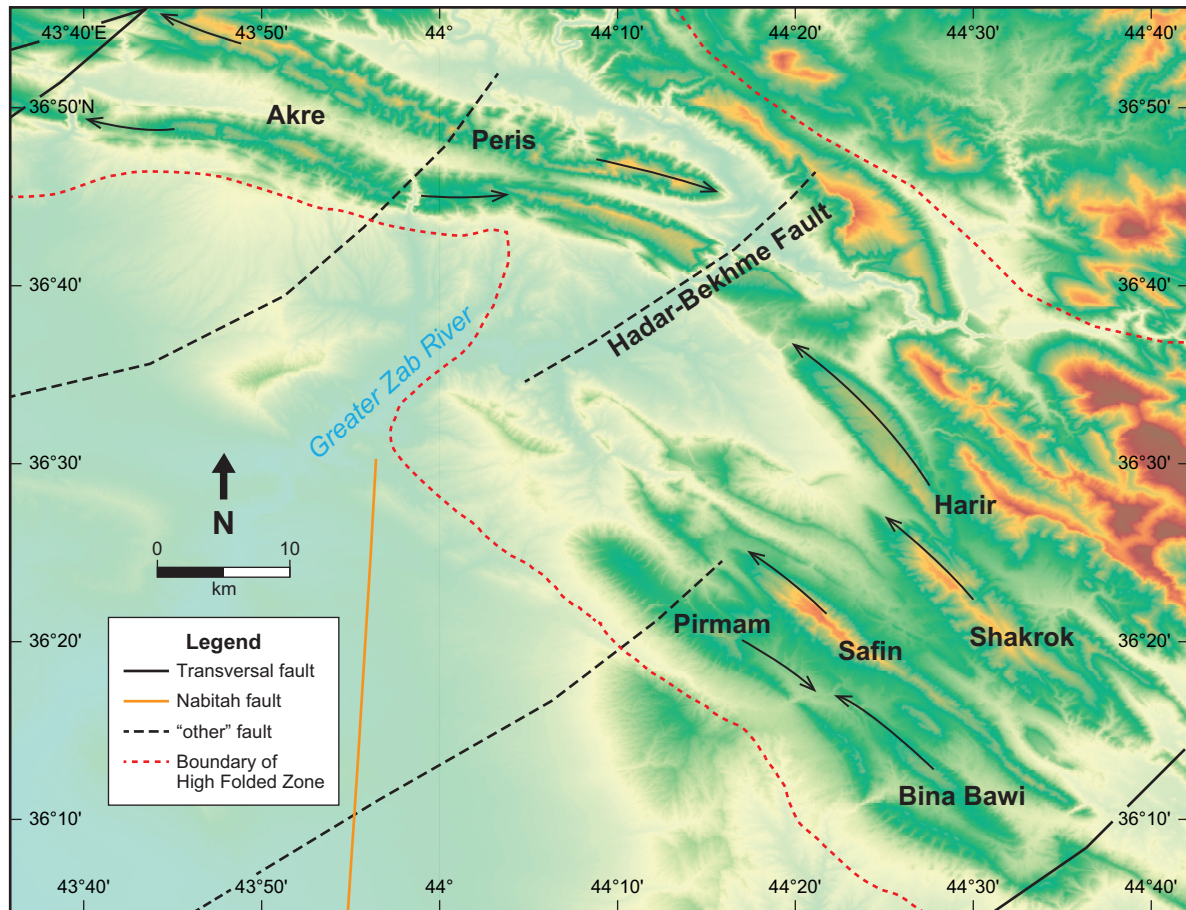 43°40'E 43°50' 44° 44°10' 44°20' 44°30' 44°40'
36°50'N 36°50'
Akre
Peris
Hadar-Bekhme Fault
36°40' 36°40'
Greater Zab River
36°30' 36°30'
N
Harir
0 10
km
Pirmam
Safin
Shakrok
36°20' 36°20'
Legend
Transversal fault
Nabitah fault
“other” fault
Boundary of
High Folded Zone
Bina Bawi
36°10' 36°10'
43°40' 43°50' 44° 44°10' 44°20' 44°30' 44°40'